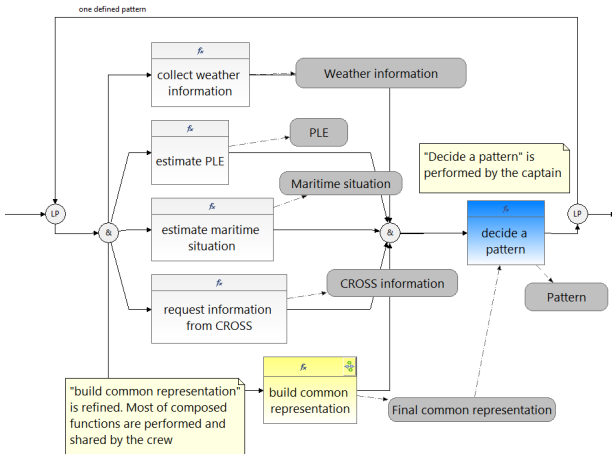 one defined pattern
fx
collect weather
information
Weather information
fx
estimate PLE
PLE
"Decide a pattern" is
performed by the captain
fx
estimate maritime
situation
Maritime situation
LP
&
&
fx
decide a
pattern
LP
fx
request information
from CROSS
CROSS information
Pattern
fx
build common
representation
Final common representation
"build common representation"
is refined. Most of composed
functions are performed and
shared by the crew